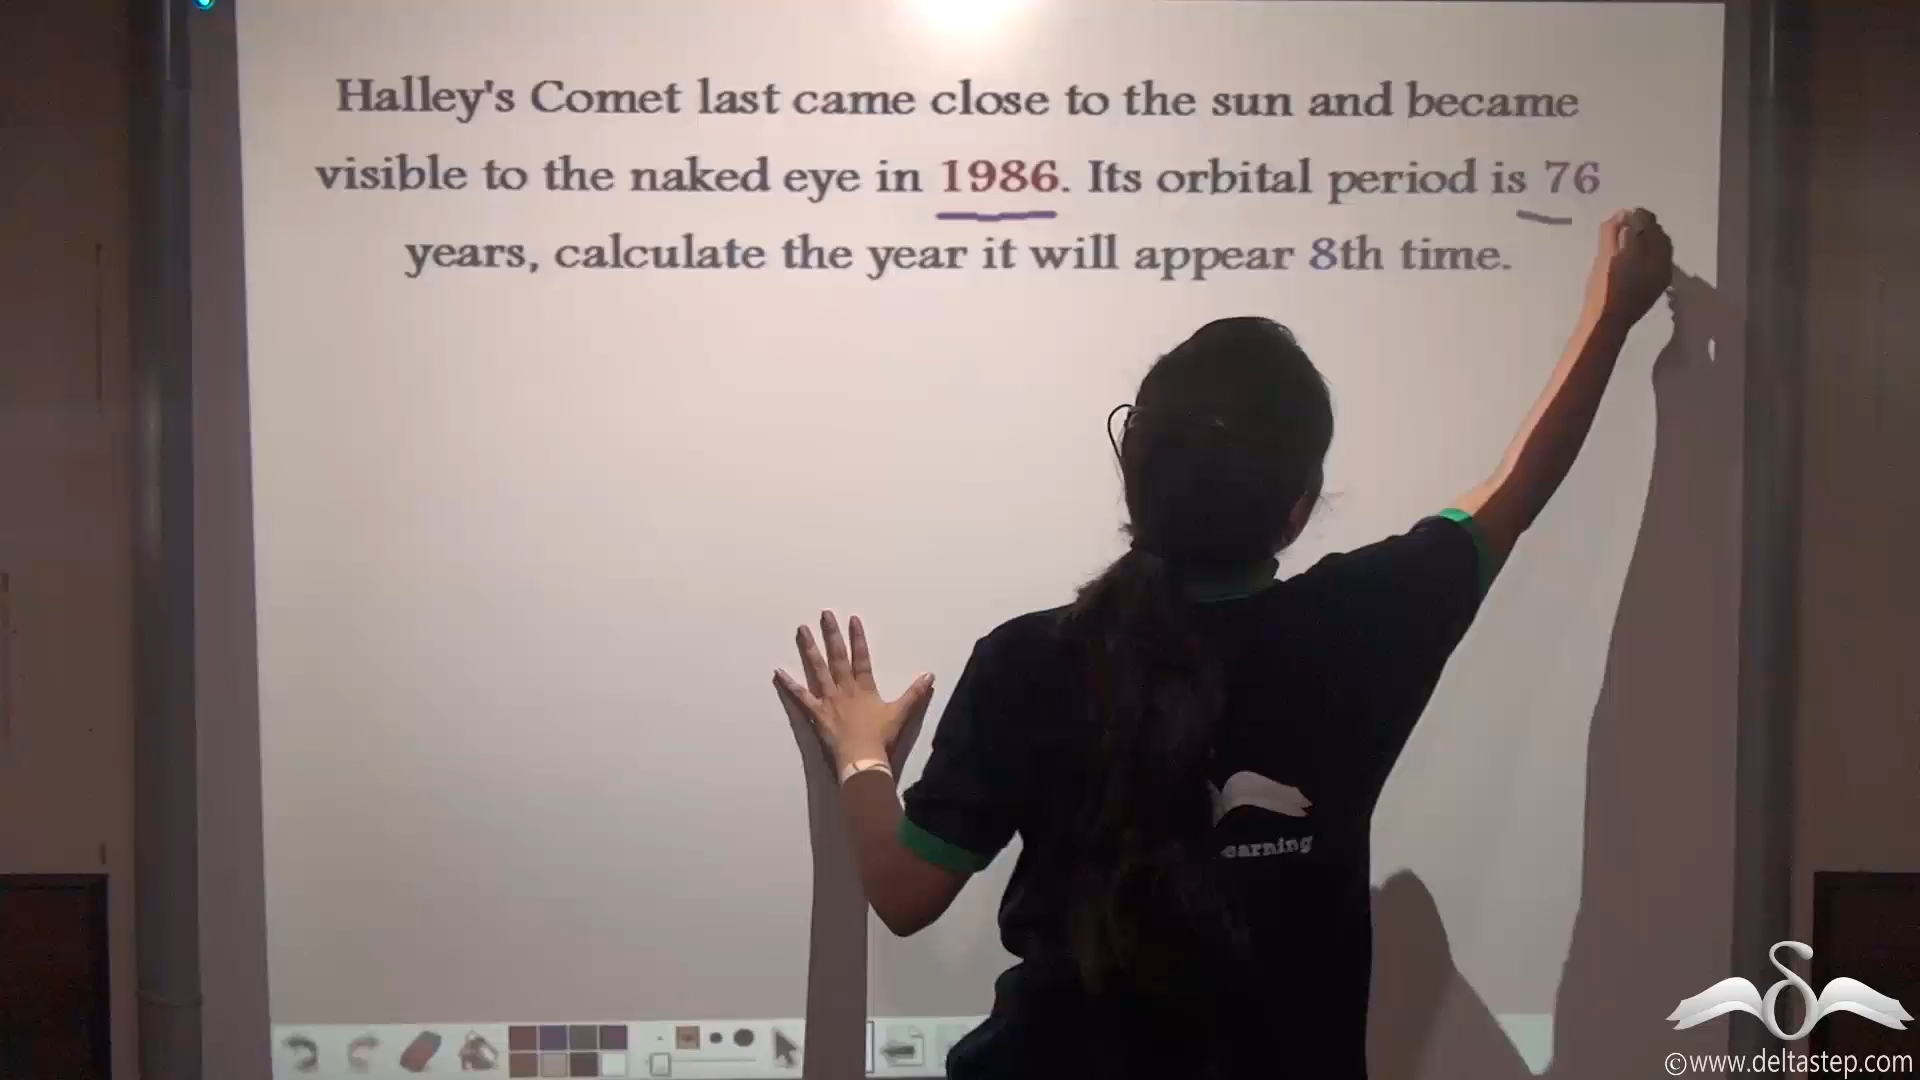 Halley's Comet last came close to the sun and became
visible to the naked eye in 1986. Its orbital period is 76
years, calculate the year it will appear 8th time.
earning
©www.deltastep.com